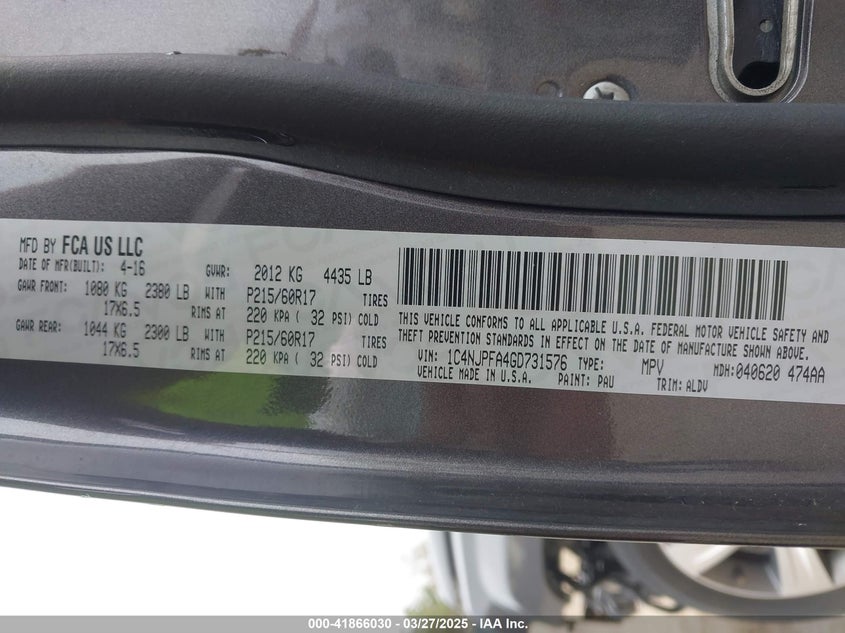 MFD BY FCA US LLC
DATE OF MFR(BUILT): 4-16 GVWR: 2012 KG 4435 LB
GAWR FRONT: 1080 KG 2380 LB WITH P215/60R17 TIRES
17X6.5 RIMS AT 220 KPA ( 32 PSI) COLD
GAWR REAR: 1044 KG 2300 LB WITH P215/60R17 TIRES
17X6.5 RIMS AT 220 KPA ( 32 PSI) COLD
THIS VEHICLE CONFORMS TO ALL APPLICABLE U.S.A. FEDERAL MOTOR VEHICLE SAFETY AND
THEFT PREVENTION STANDARDS IN EFFECT ON THE DATE OF MANUFACTURE SHOWN ABOVE.
VIN: 1C4NJPFA4GD731576 TYPE: MPV MDH:040620 474AA
VEHICLE MADE IN U.S.A. PAINT: PAU TRIM: ALDV
000-41866030 — 03/27/2025 — IAA Inc.